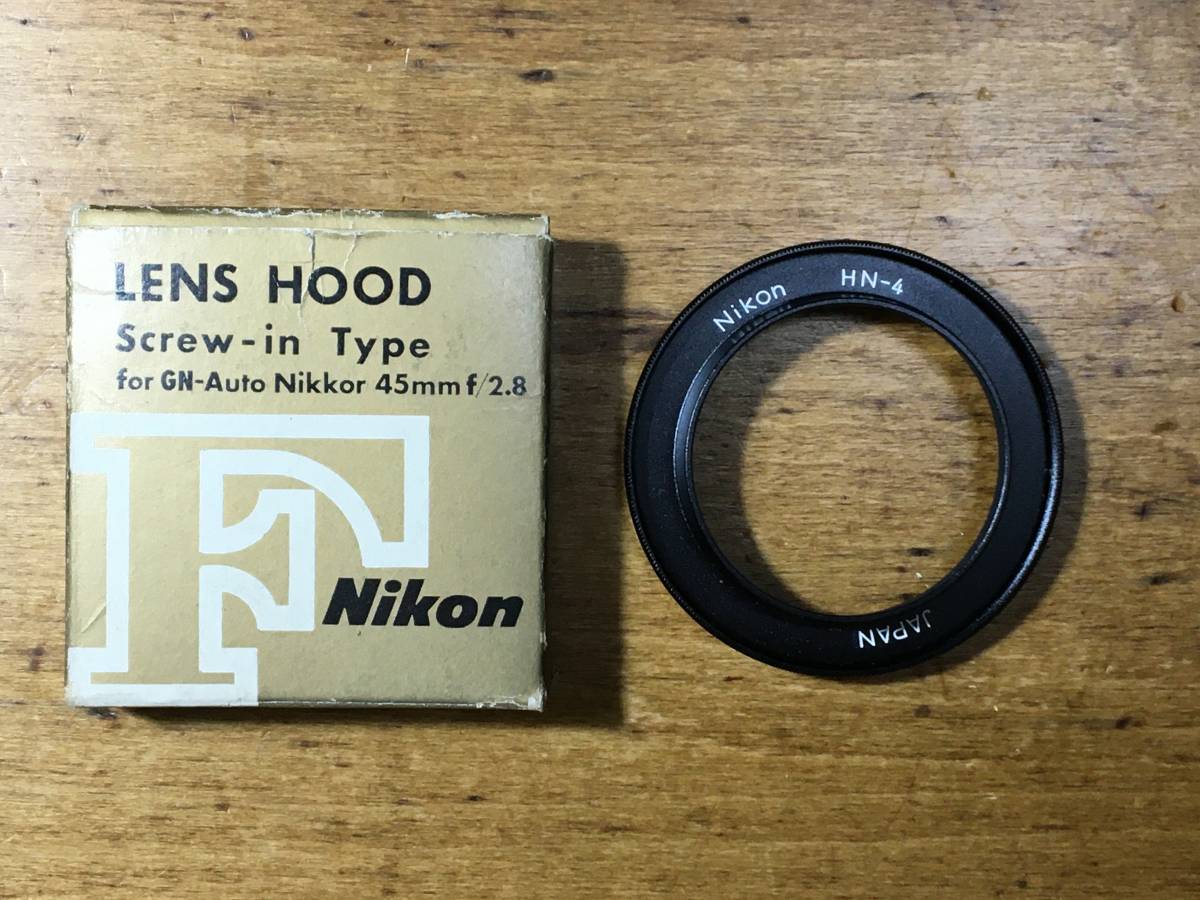 LENS HOOD
Screw-in Type
for GN-Auto Nikkor 45mm f/2.8
F
Nikon
Nikon HN-4
JAPAN